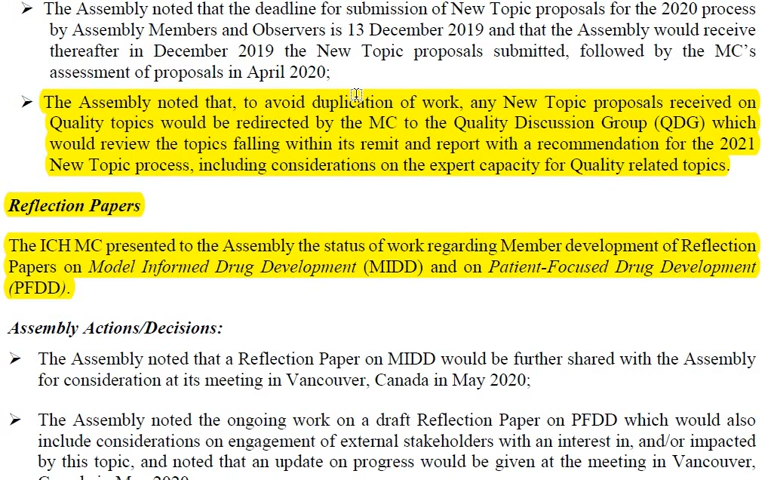 ➢ The Assembly noted that the deadline for submission of New Topic proposals for the 2020 process
by Assembly Members and Observers is 13 December 2019 and that the Assembly would receive
thereafter in December 2019 the New Topic proposals submitted, followed by the MC's
assessment of proposals in April 2020;
➢ The Assembly noted that, to avoid duplication of work, any New Topic proposals received on
Quality topics would be redirected by the MC to the Quality Discussion Group (QDG) which
would review the topics falling within its remit and report with a recommendation for the 2021
New Topic process, including considerations on the expert capacity for Quality related topics.
Reflection Papers
The ICH MC presented to the Assembly the status of work regarding Member development of Reflection
Papers on Model Informed Drug Development (MIDD) and on Patient-Focused Drug Development
(PFDD).
Assembly Actions/Decisions:
➢ The Assembly noted that a Reflection Paper on MIDD would be further shared with the Assembly
for consideration at its meeting in Vancouver, Canada in May 2020;
➢ The Assembly noted the ongoing work on a draft Reflection Paper on PFDD which would also
include considerations on engagement of external stakeholders with an interest in, and/or impacted
by this topic, and noted that an update on progress would be given at the meeting in Vancouver,
Canada in May 2020